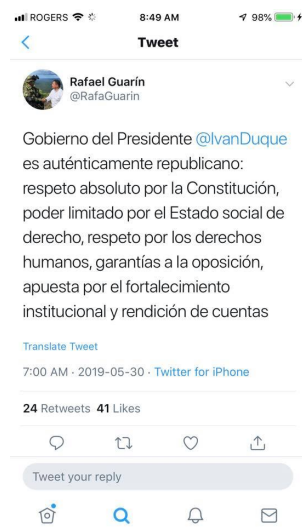 ROGERS 8:49 AM 98%
Tweet
Rafael Guarín
@RafaGuarin
Gobierno del Presidente @IvanDuque
es auténticamente republicano:
respeto absoluto por la Constitución,
poder limitado por el Estado social de
derecho, respeto por los derechos
humanos, garantías a la oposición,
apuesta por el fortalecimiento
institucional y rendición de cuentas
Translate Tweet
7:00 AM · 2019-05-30 · Twitter for iPhone
24 Retweets 41 Likes
Tweet your reply